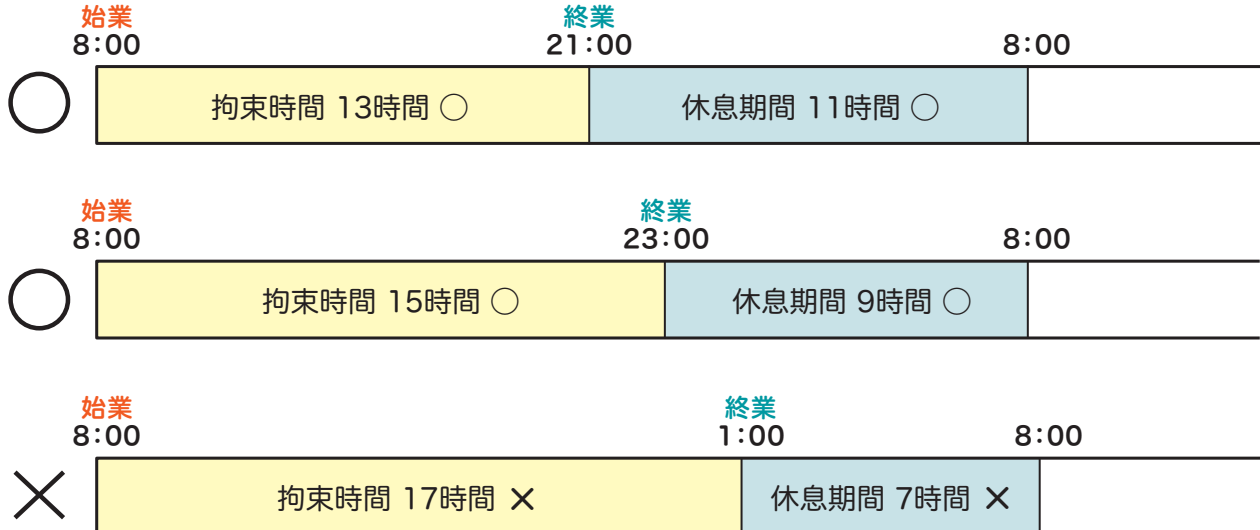 始業 終業
8:00 21:00 8:00
拘束時間 13時間 ○ 休息期間 11時間 ○
始業 終業
8:00 23:00 8:00
拘束時間 15時間 ○ 休息期間 9時間 ○
始業 終業
8:00 1:00 8:00
拘束時間 17時間 × 休息期間 7時間 ×